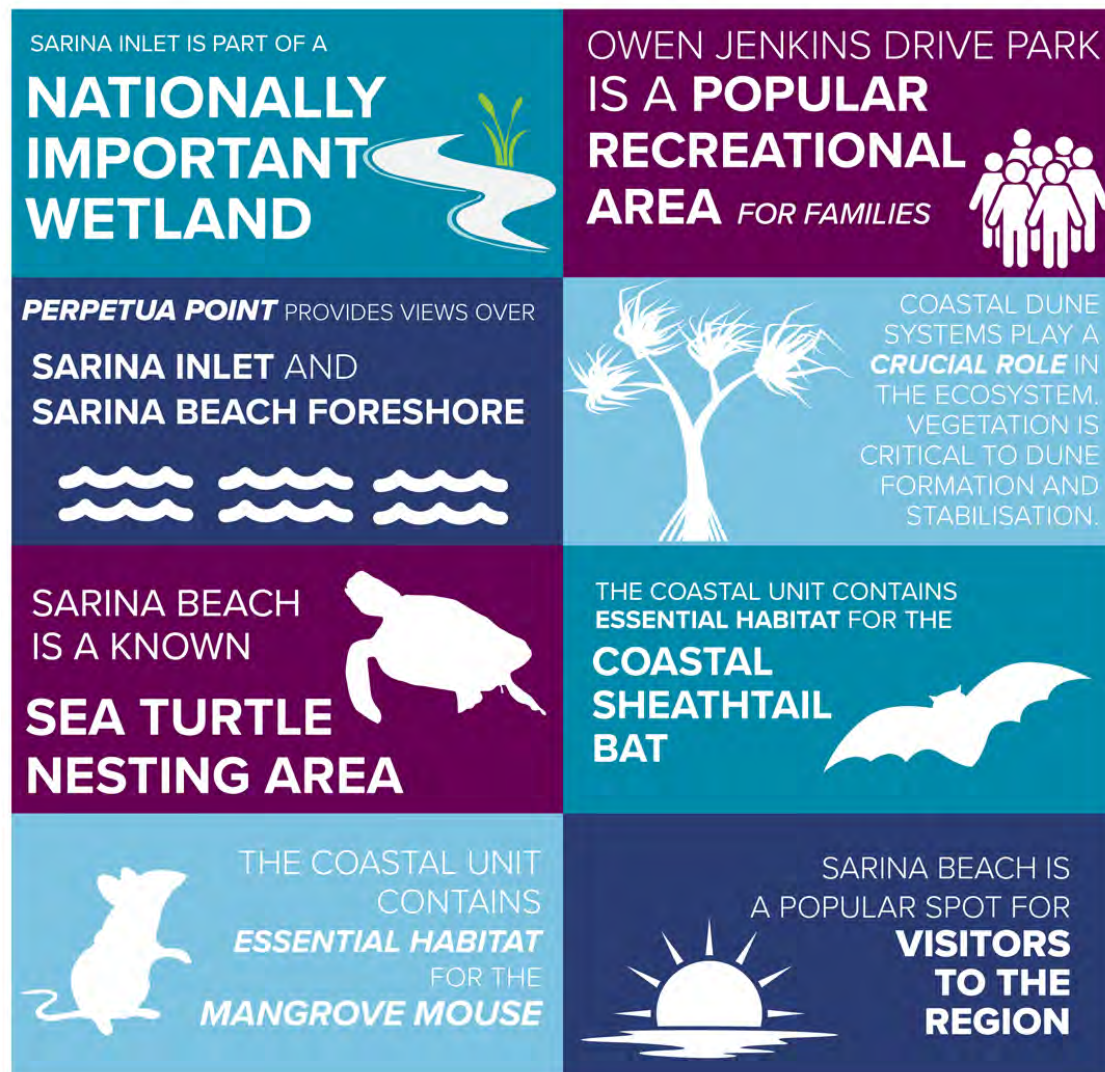 SARINA INLET IS PART OF A
NATIONALLY
IMPORTANT
WETLAND
OWEN JENKINS DRIVE PARK
IS A POPULAR
RECREATIONAL
AREA FOR FAMILIES
PERPETUA POINT PROVIDES VIEWS OVER
SARINA INLET AND
SARINA BEACH FORESHORE
COASTAL DUNE
SYSTEMS PLAY A
CRUCIAL ROLE IN
THE ECOSYSTEM.
VEGETATION IS
CRITICAL TO DUNE
FORMATION AND
STABILISATION.
SARINA BEACH
IS A KNOWN
SEA TURTLE
NESTING AREA
THE COASTAL UNIT CONTAINS
ESSENTIAL HABITAT FOR THE
COASTAL
SHEATHTAIL
BAT
THE COASTAL UNIT
CONTAINS
ESSENTIAL HABITAT
FOR THE
MANGROVE MOUSE
SARINA BEACH IS
A POPULAR SPOT FOR
VISITORS
TO THE
REGION